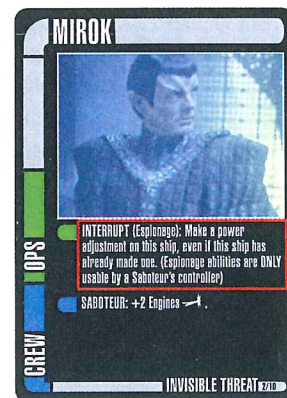 MIROK
INTERRUPT (Espionage): Make a power
adjustment on this ship, even if this ship has
already made one. (Espionage abilities are ONLY
usable by a Saboteur's controller)
OPS
SABOTEUR: +2 Engines
CREW
INVISIBLE THREAT 7/10